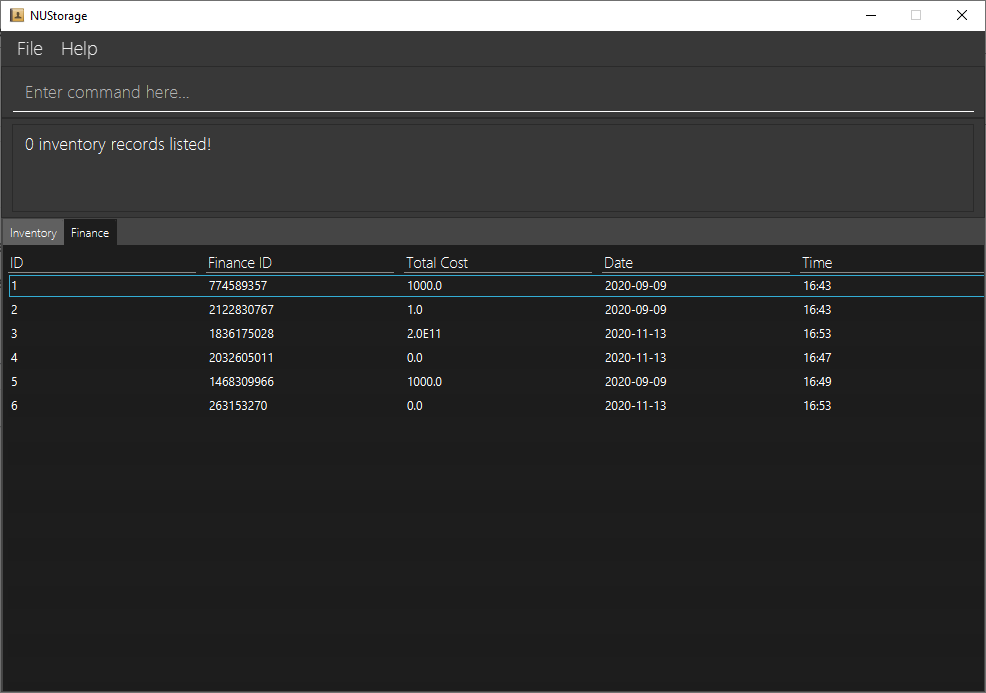 NUStorage
File Help
Enter command here...
0 inventory records listed!
Inventory Finance
ID Finance ID Total Cost Date Time
1 774589357 1000.0 2020-09-09 16:43
2 2122830767 1.0 2020-09-09 16:43
3 1836175028 2.0E11 2020-11-13 16:53
4 2032605011 0.0 2020-11-13 16:47
5 1468309966 1000.0 2020-09-09 16:49
6 263153270 0.0 2020-11-13 16:53